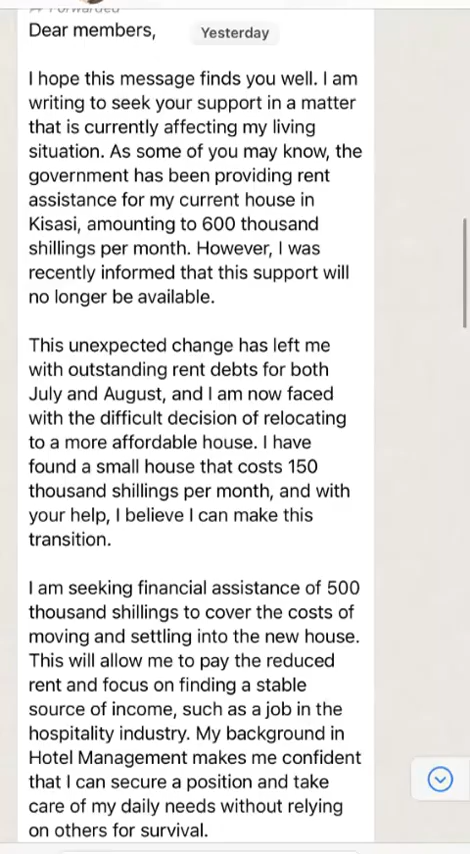 Forwarded
Dear members,
Yesterday
I hope this message finds you well. I am
writing to seek your support in a matter
that is currently affecting my living
situation. As some of you may know, the
government has been providing rent
assistance for my current house in
Kisasi, amounting to 600 thousand
shillings per month. However, I was
recently informed that this support will
no longer be available.
This unexpected change has left me
with outstanding rent debts for both
July and August, and I am now faced
with the difficult decision of relocating
to a more affordable house. I have
found a small house that costs 150
thousand shillings per month, and with
your help, I believe I can make this
transition.
I am seeking financial assistance of 500
thousand shillings to cover the costs of
moving and settling into the new house.
This will allow me to pay the reduced
rent and focus on finding a stable
source of income, such as a job in the
hospitality industry. My background in
Hotel Management makes me confident
that I can secure a position and take
care of my daily needs without relying
on others for survival.